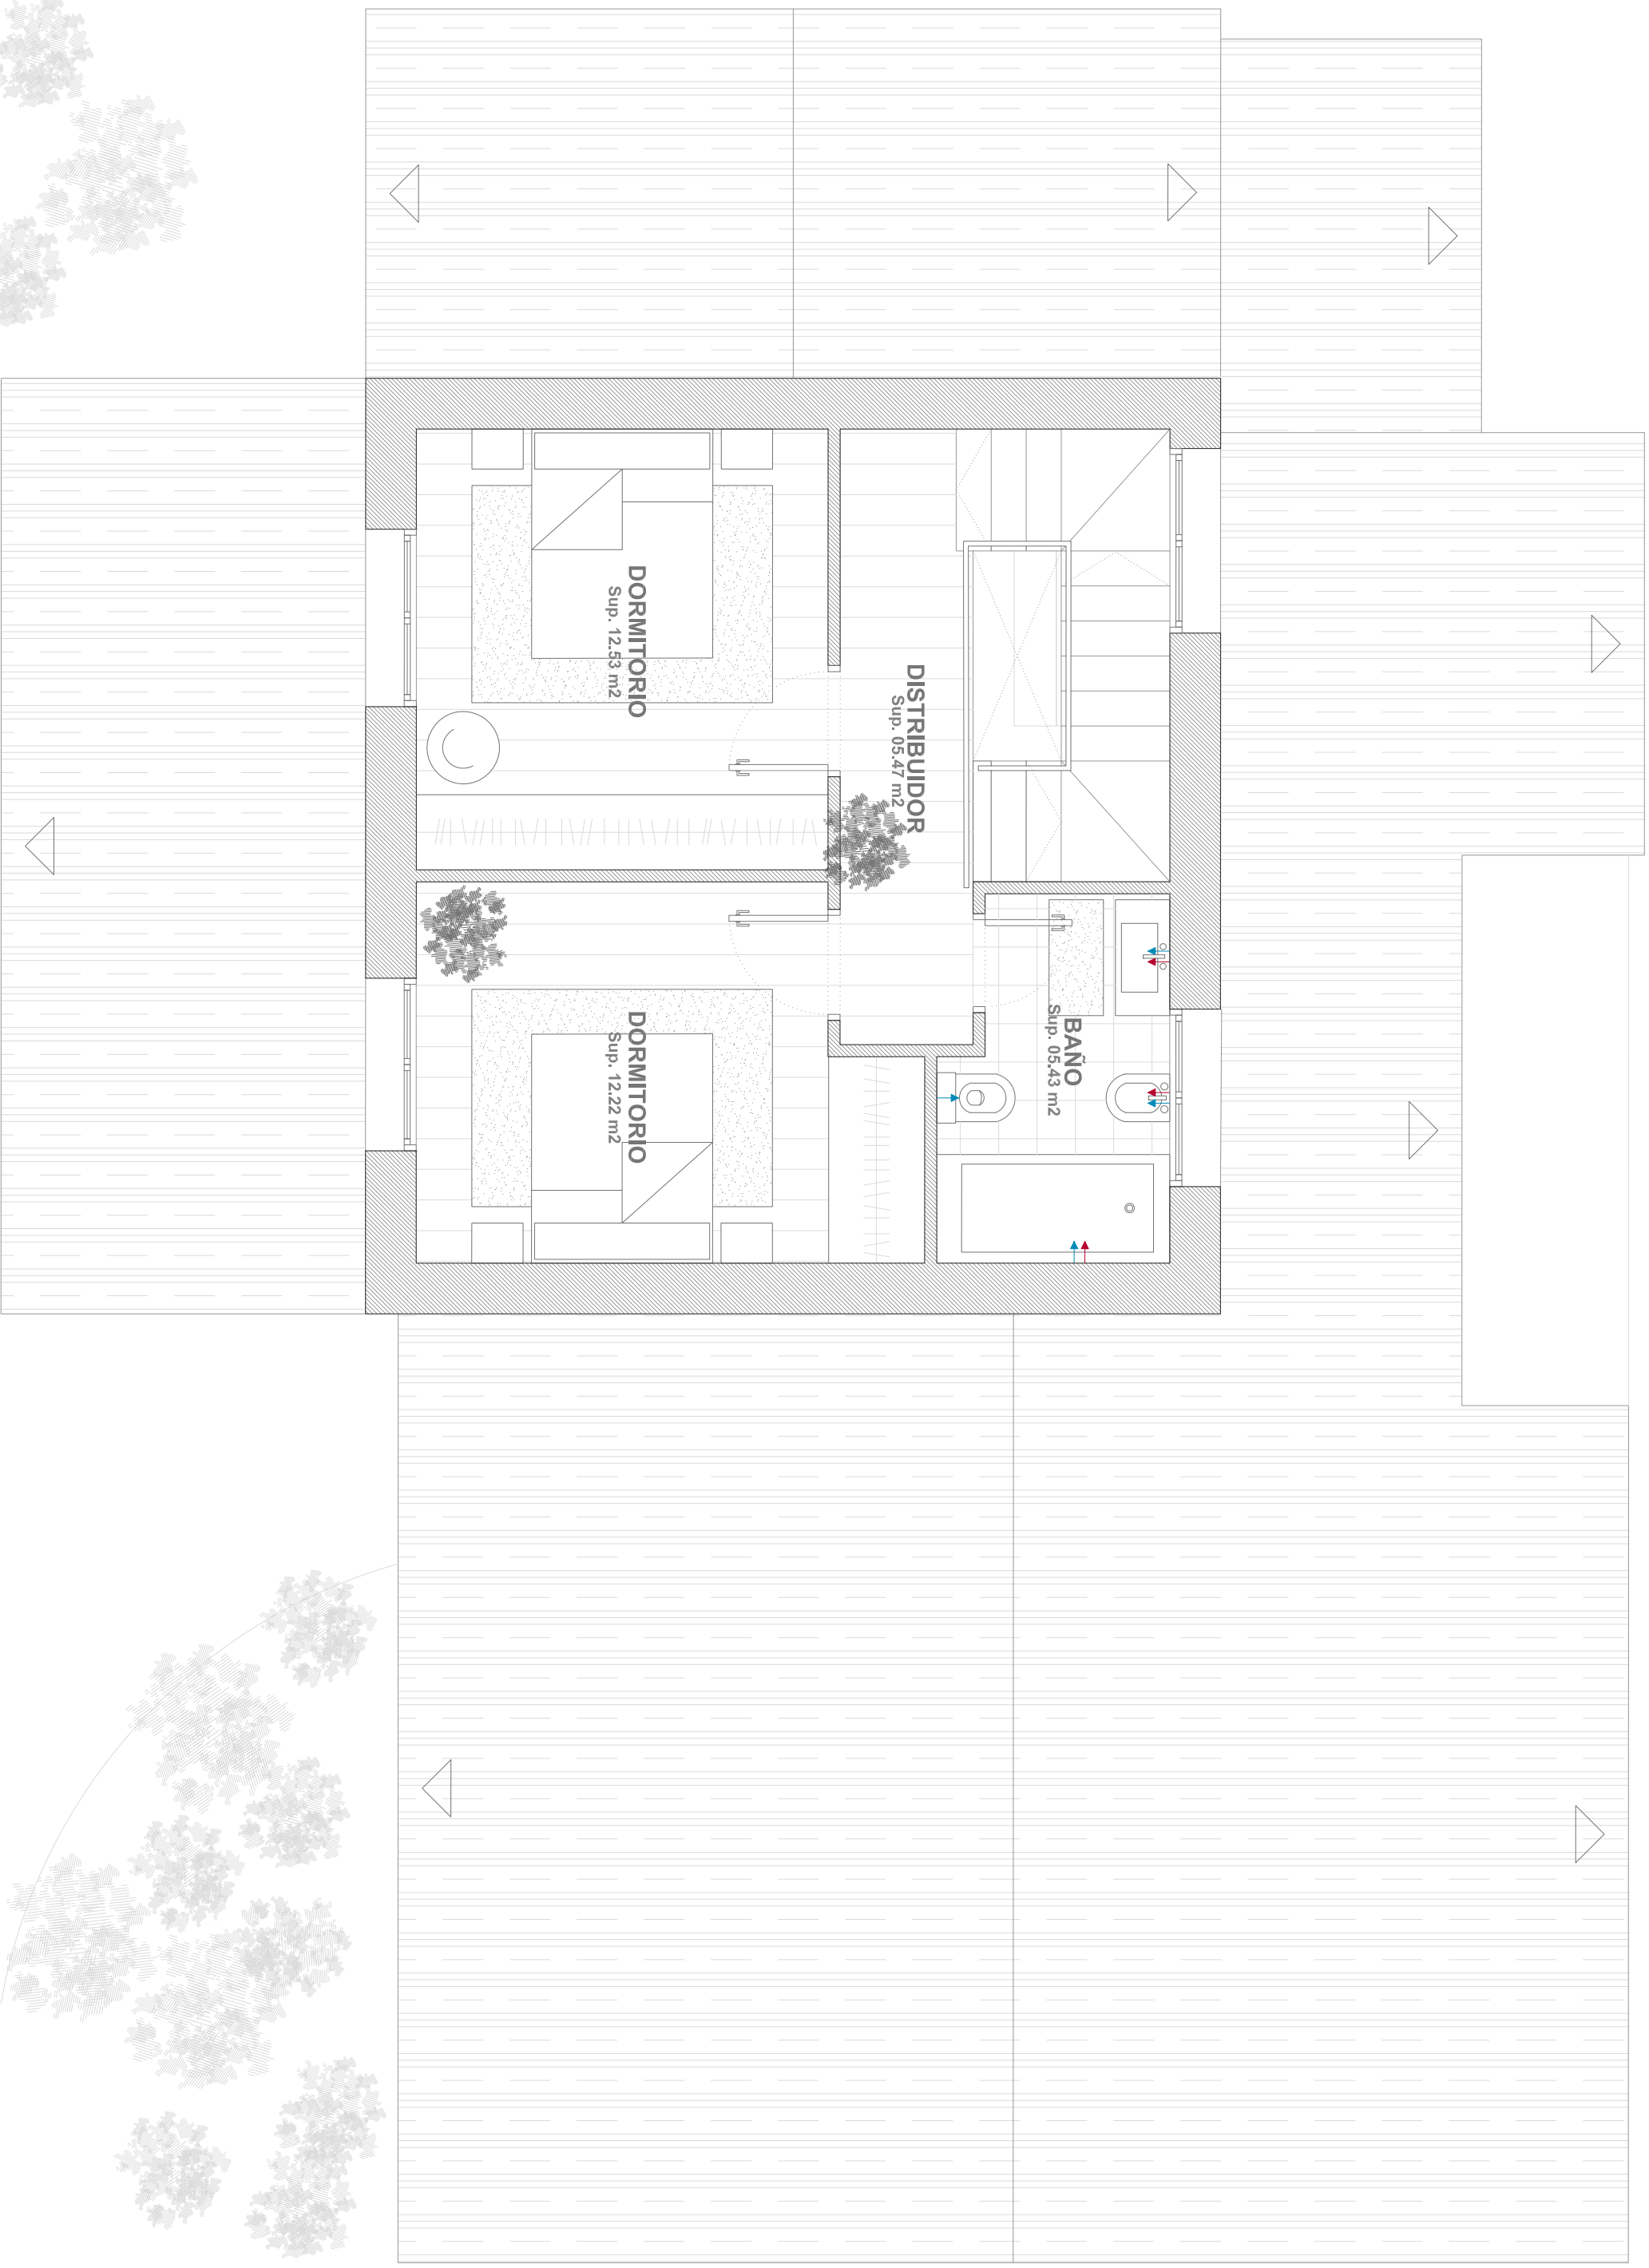 DORMITORIO
Sup. 12.53 m2
DISTRIBUIDOR
Sup. 05.47 m2
DORMITORIO
Sup. 12.22 m2
BAÑO
Sup. 05.43 m2